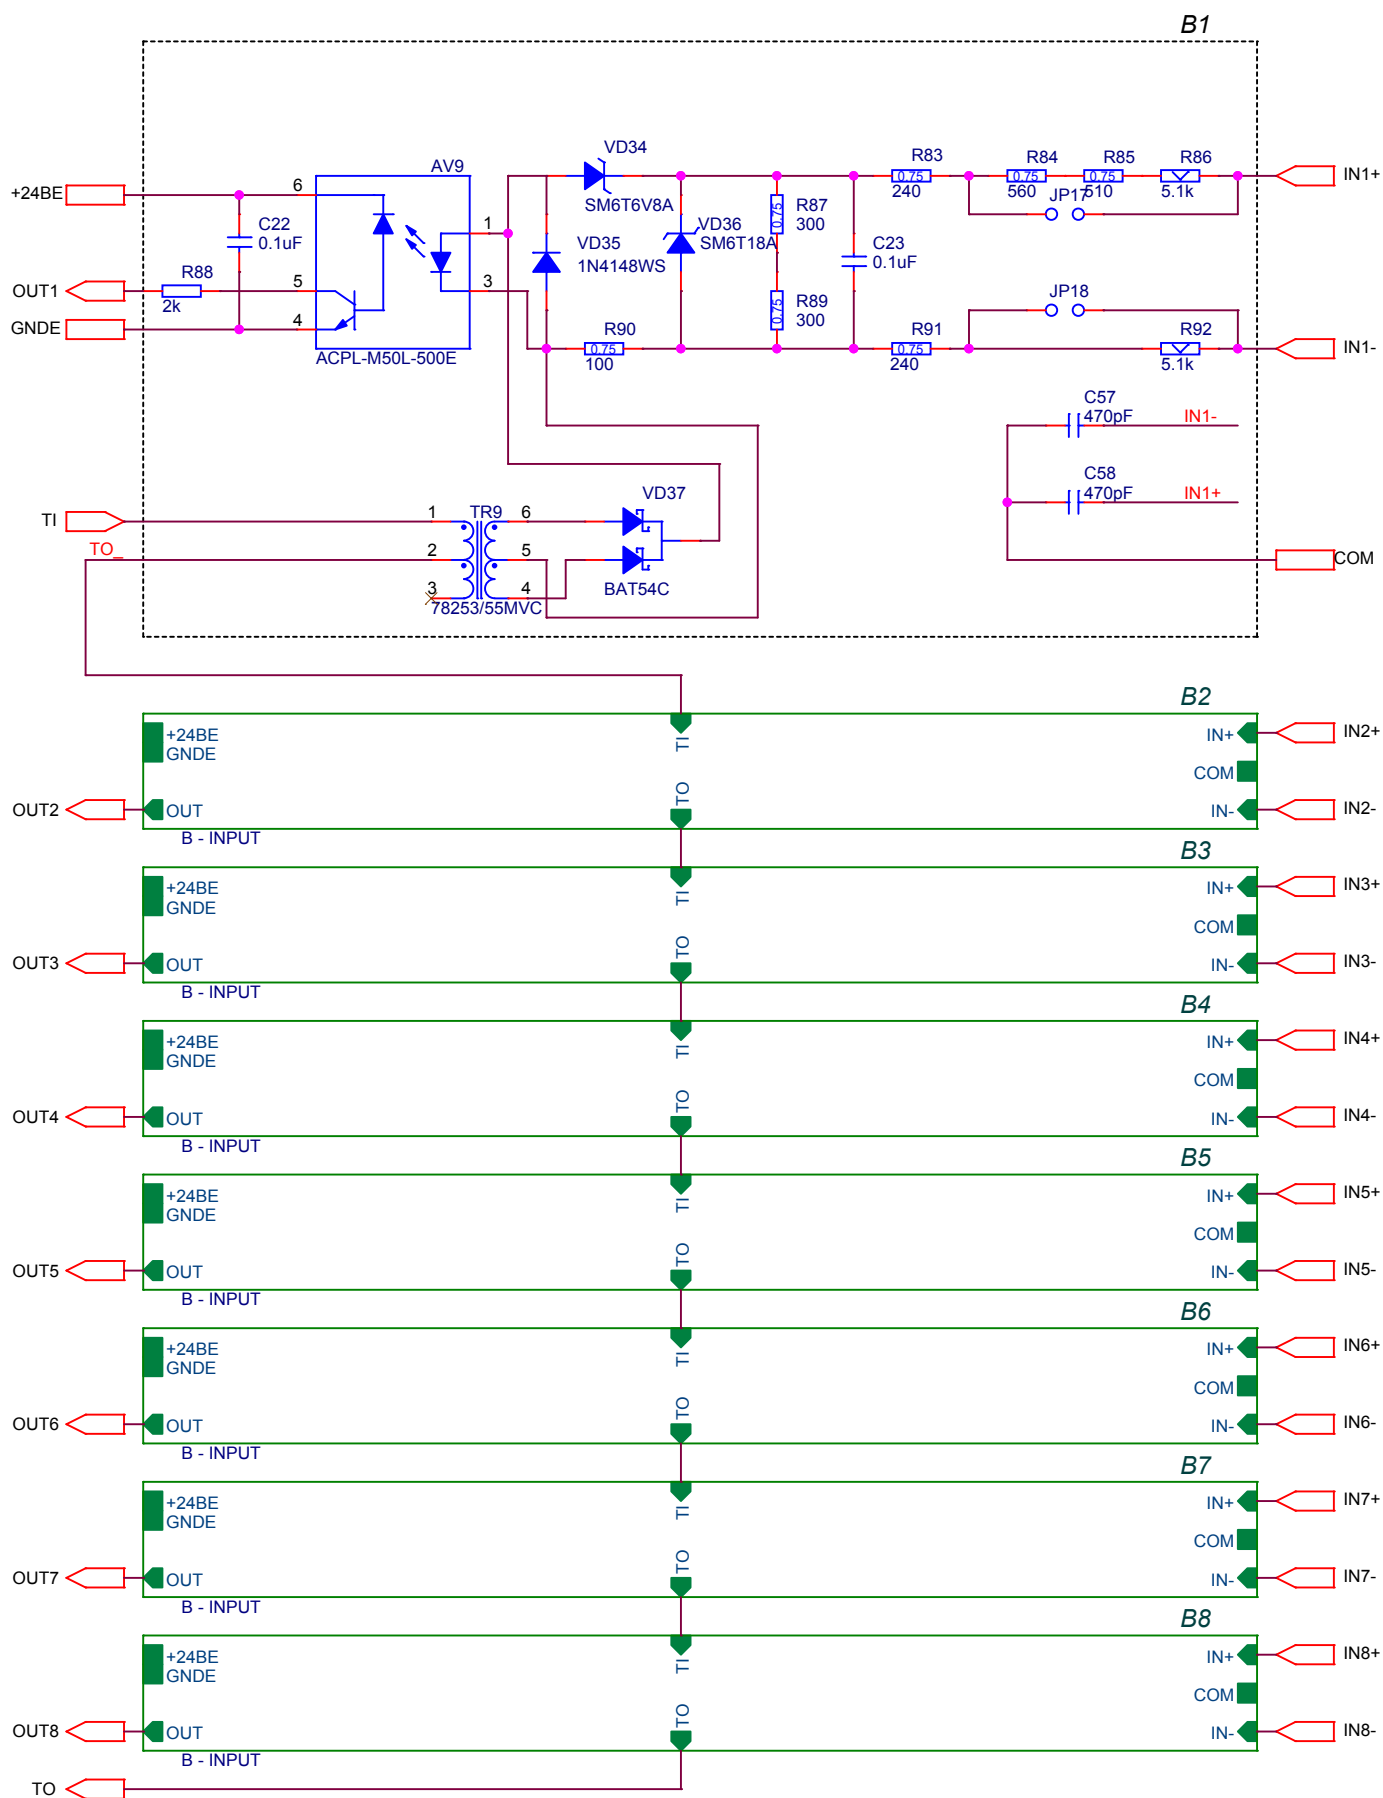 B1
VD34
SM6T6V8A
AV9
R83
0.75
240
R84
0.75
560
R85
0.75
510
R86
5.1k
IN1+
+24BE
6
C22
0.1uF
1
VD35
1N4148WS
VD36
SM6T18A
R87
0.75
300
C23
0.1uF
JP17
OUT1
R88
2k
5
3
R89
0.75
300
JP18
GNDE
4
ACPL-M50L-500E
R90
0.75
100
R91
0.75
240
R92
5.1k
IN1-
C57
470pF
IN1-
C58
470pF
IN1+
VD37
TI
1
TR9
6
TO_
2
5
BAT54C
COM
3
4
78253/55MVC
B2
+24BE
GNDE
TI
IN+
IN2+
COM
TO
OUT2
OUT
IN-
IN2-
B - INPUT
B3
+24BE
GNDE
TI
IN+
IN3+
COM
TO
OUT3
OUT
IN-
IN3-
B - INPUT
B4
+24BE
GNDE
TI
IN+
IN4+
COM
TO
OUT4
OUT
IN-
IN4-
B - INPUT
B5
+24BE
GNDE
TI
IN+
IN5+
COM
TO
OUT5
OUT
IN-
IN5-
B - INPUT
B6
+24BE
GNDE
TI
IN+
IN6+
COM
TO
OUT6
OUT
IN-
IN6-
B - INPUT
B7
+24BE
GNDE
TI
IN+
IN7+
COM
TO
OUT7
OUT
IN-
IN7-
B - INPUT
B8
+24BE
GNDE
TI
IN+
IN8+
COM
TO
OUT8
OUT
IN-
IN8-
B - INPUT
TO